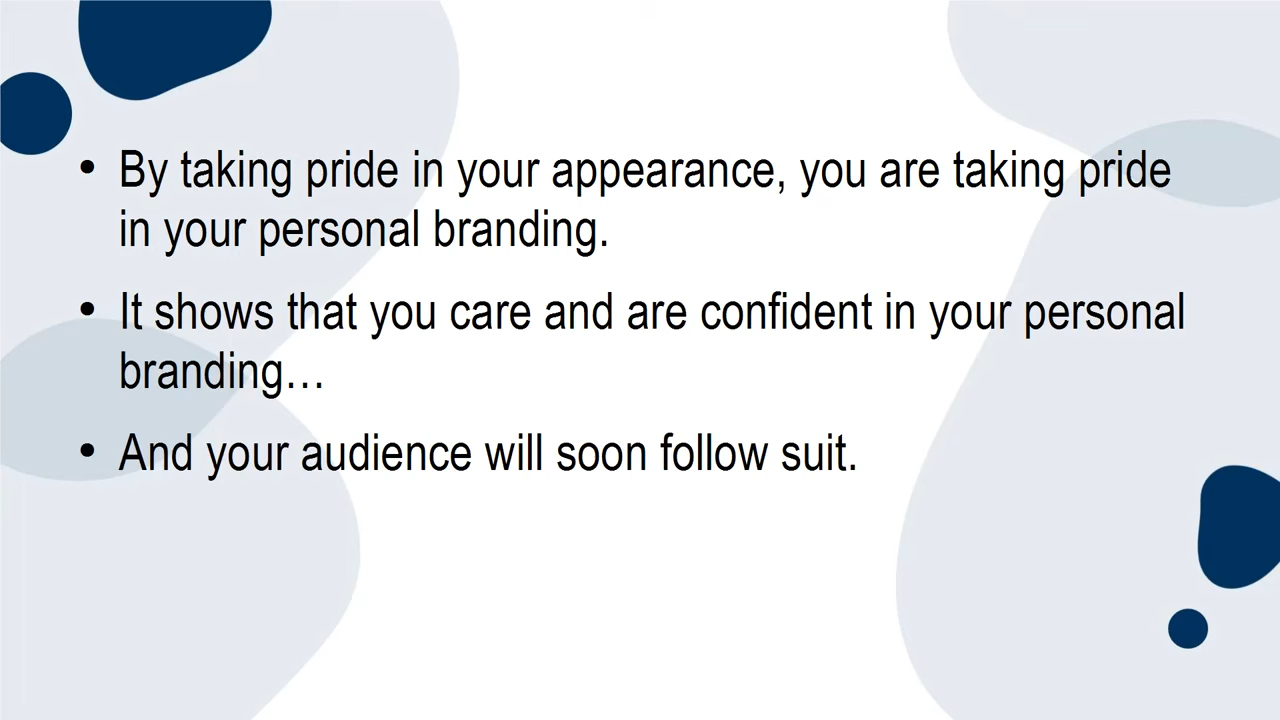 • By taking pride in your appearance, you are taking pride
in your personal branding.
• It shows that you care and are confident in your personal
branding…
• And your audience will soon follow suit.